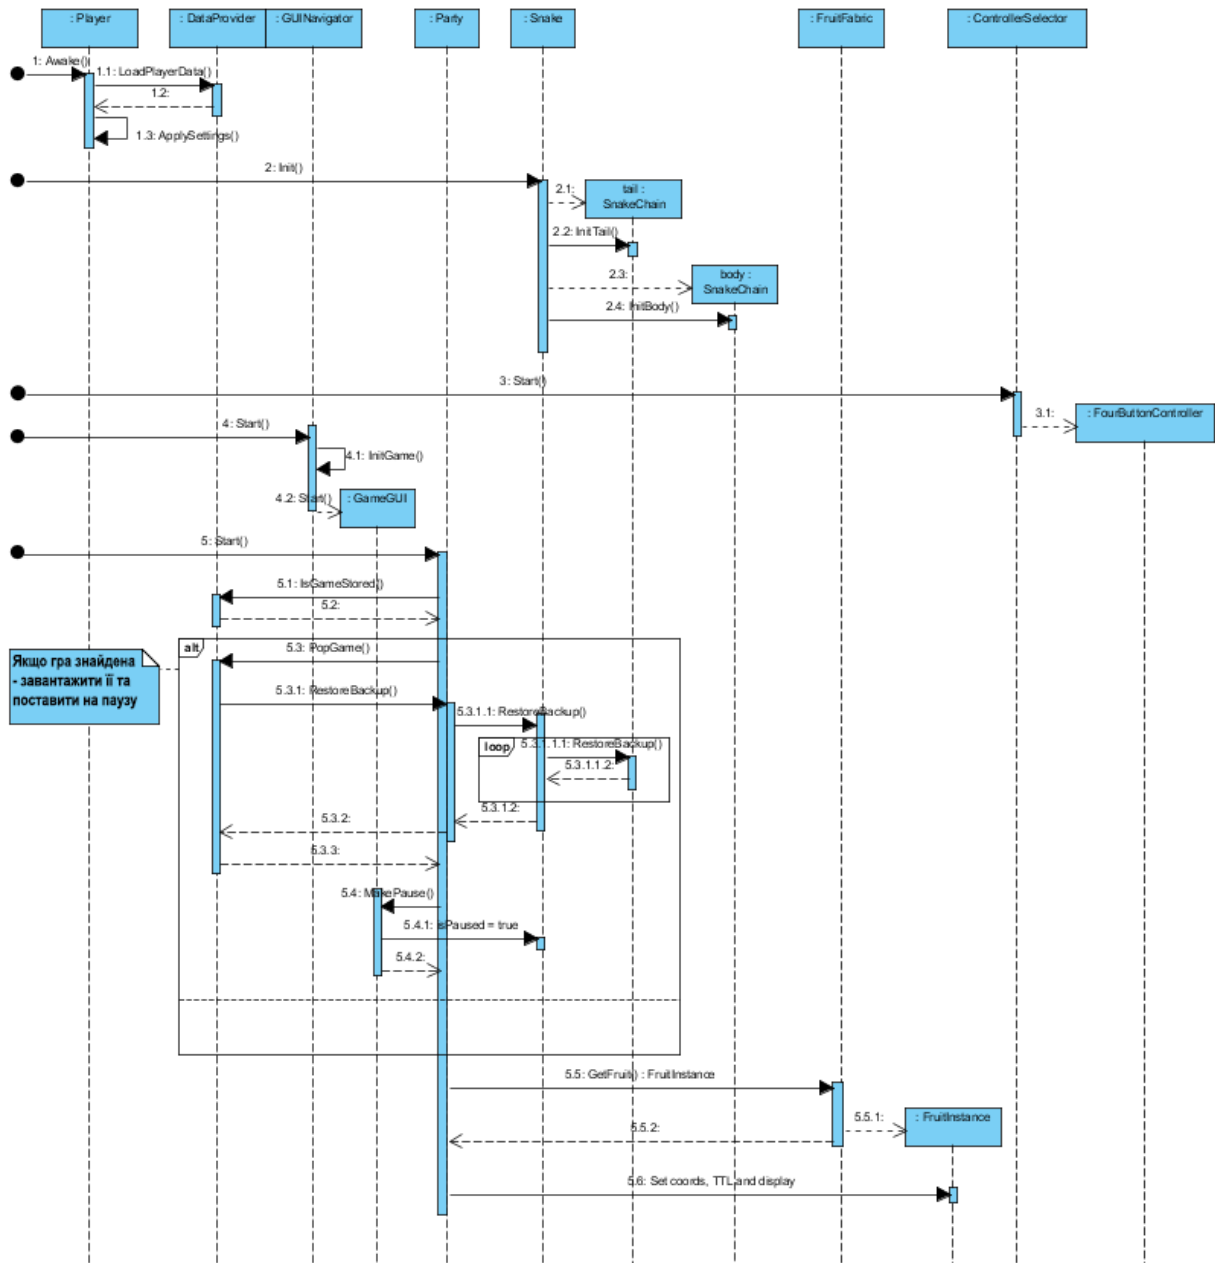 : Player
: DataProvider
: GUINavigator
: Party
: Snake
: FruitFabric
: ControllerSelector
1: Awake()
1.1: LoadPlayerData()
1.2:
1.3: ApplySettings()
2: Init()
2.1:
tail :
SnakeChain
2.2: InitTail()
2.3:
body :
SnakeChain
2.4: InitBody()
3: Start()
3.1:
: FourButtonController
4: Start()
4.1: InitGame()
4.2: Start()
: GameGUI
5: Start()
5.1: IsGameStored()
5.2:
alt
5.3: PopGame()
Якщо гра знайдена
- завантажити її та
поставити на паузу
5.3.1: RestoreBackup()
5.3.1.1: RestoreBackup()
loop
5.3.1.1.1: RestoreBackup()
5.3.1.1.2:
5.3.1.2:
5.3.2:
5.3.3:
5.4: MakePause()
5.4.1: isPaused = true
5.4.2:
5.5: GetFruit() : FruitInstance
5.5.1:
: FruitInstance
5.5.2:
5.6: Set coords, TTL and display